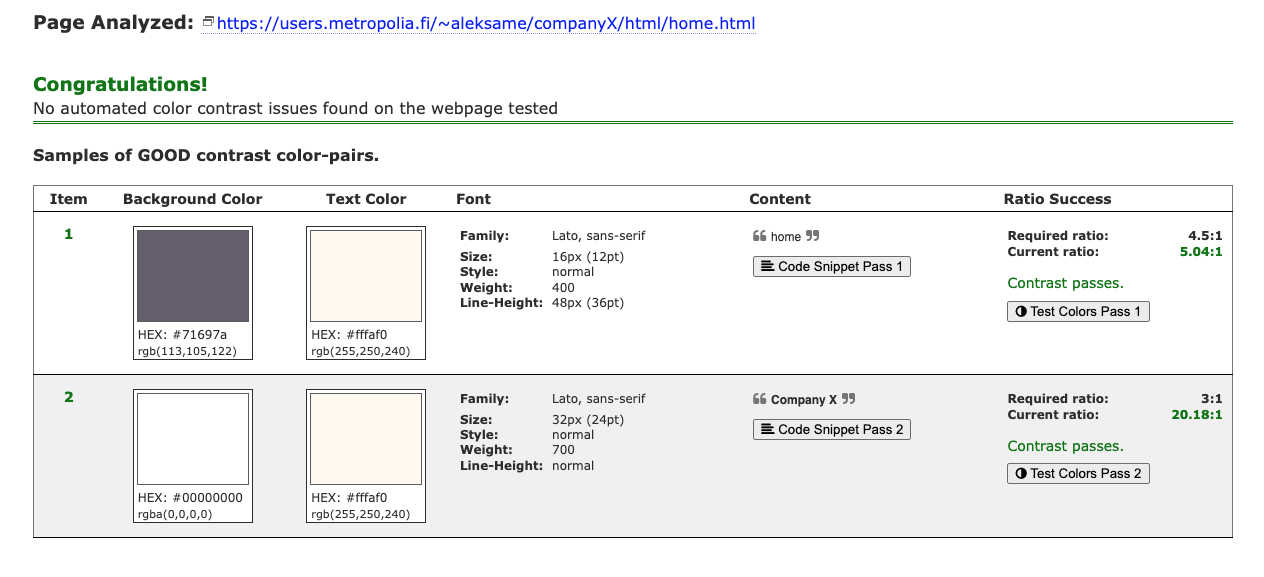 Page Analyzed: https://users.metropolia.fi/~aleksame/companyX/html/home.html
Congratulations!
No automated color contrast issues found on the webpage tested
Samples of GOOD contrast color-pairs.
Item Background Color Text Color Font Content Ratio Success
1
HEX: #71697a
rgb(113,105,122)
HEX: #fffaf0
rgb(255,250,240)
Family: Lato, sans-serif
Size: 16px (12pt)
Style: normal
Weight: 400
Line-Height: 48px (36pt)
❝ home ❞
Code Snippet Pass 1
Required ratio: 4.5:1
Current ratio: 5.04:1
Contrast passes.
Test Colors Pass 1
2
HEX: #00000000
rgba(0,0,0,0)
HEX: #fffaf0
rgb(255,250,240)
Family: Lato, sans-serif
Size: 32px (24pt)
Style: normal
Weight: 700
Line-Height: normal
❝ Company X ❞
Code Snippet Pass 2
Required ratio: 3:1
Current ratio: 20.18:1
Contrast passes.
Test Colors Pass 2